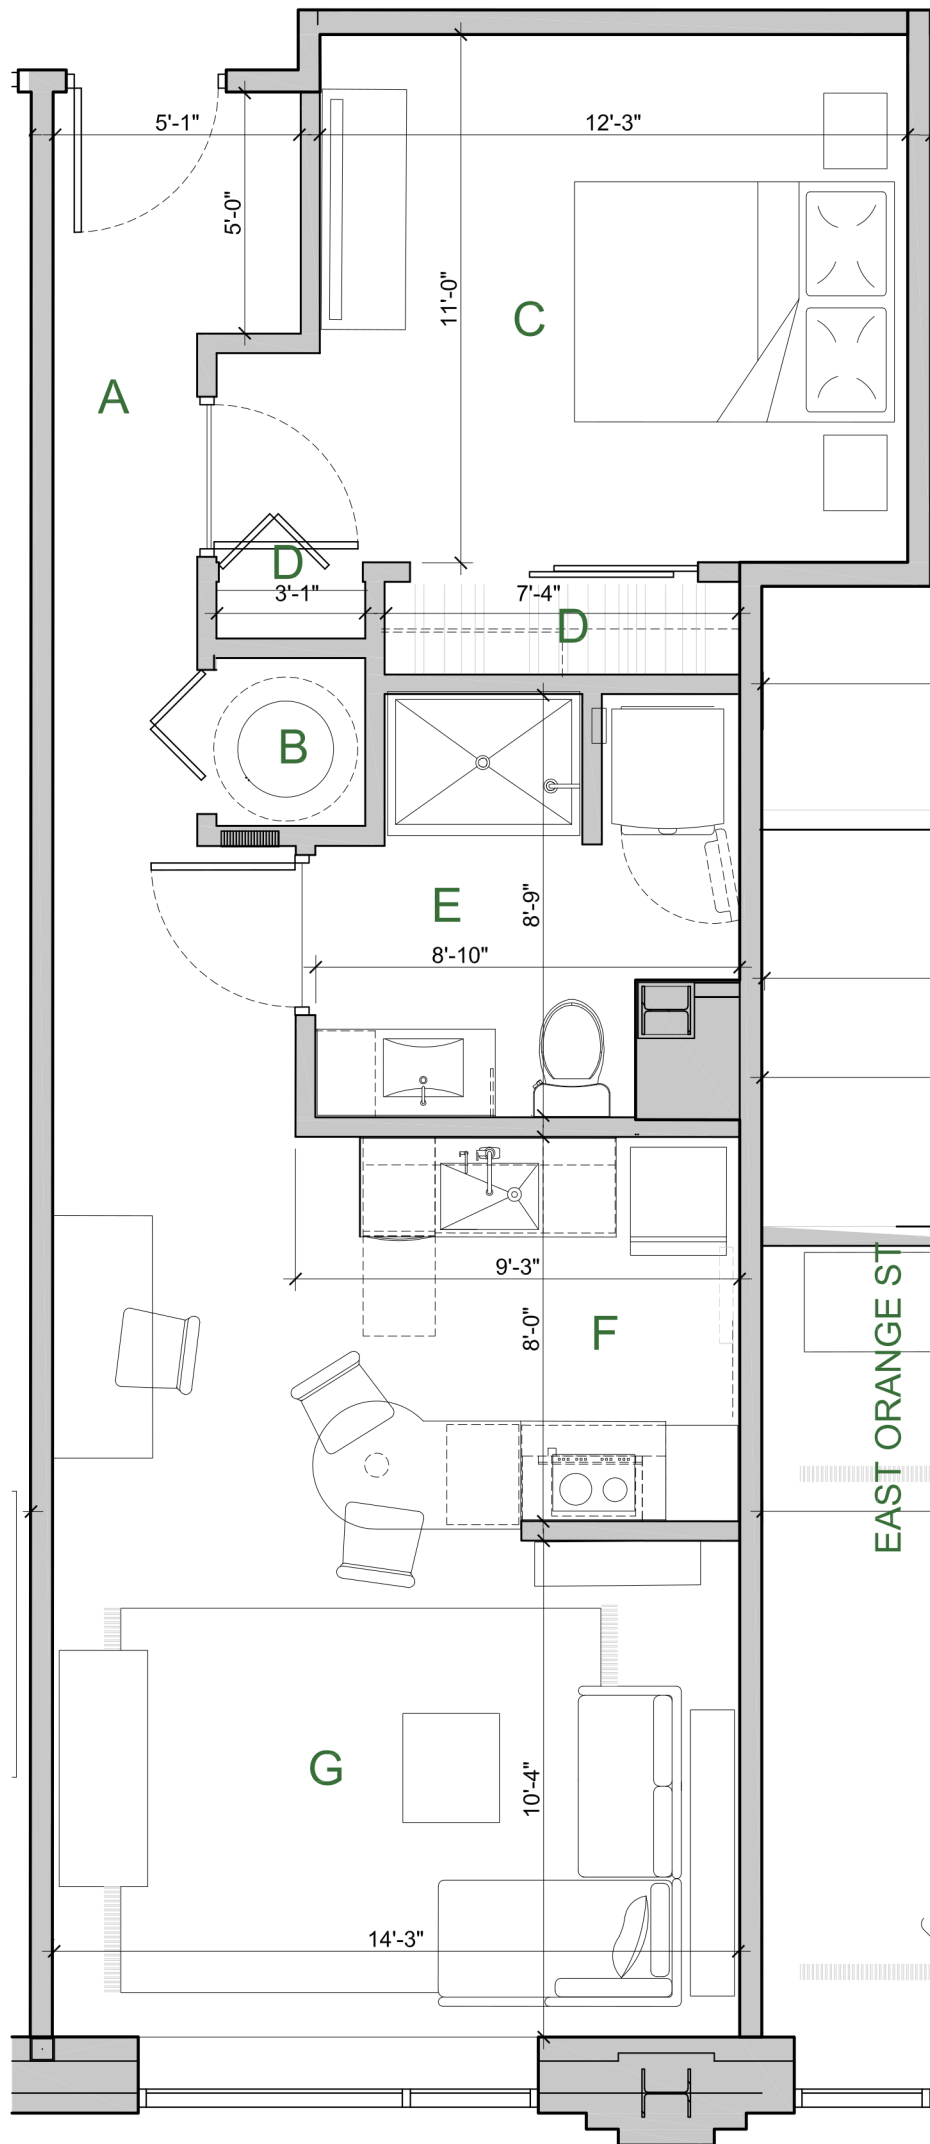 5'-1"
12'-3"
5'-0"
11'-0"
C
A
D
3'-1"
7'-4"
D
B
E
8'-9"
8'-10"
9'-3"
8'-0"
F
EAST ORANGE ST
G
10'-4"
14'-3"